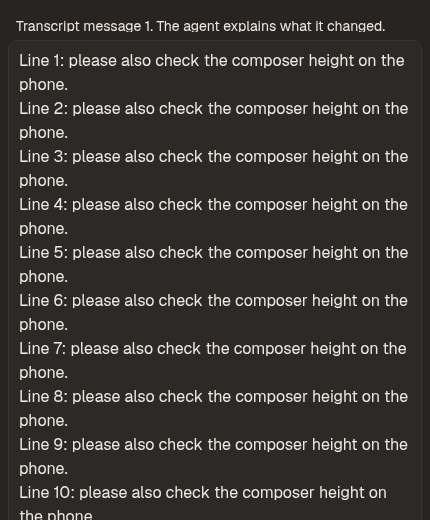 Transcript message 1. The agent explains what it changed.
Line 1: please also check the composer height on the
phone.
Line 2: please also check the composer height on the
phone.
Line 3: please also check the composer height on the
phone.
Line 4: please also check the composer height on the
phone.
Line 5: please also check the composer height on the
phone.
Line 6: please also check the composer height on the
phone.
Line 7: please also check the composer height on the
phone.
Line 8: please also check the composer height on the
phone.
Line 9: please also check the composer height on the
phone.
Line 10: please also check the composer height on
the phone